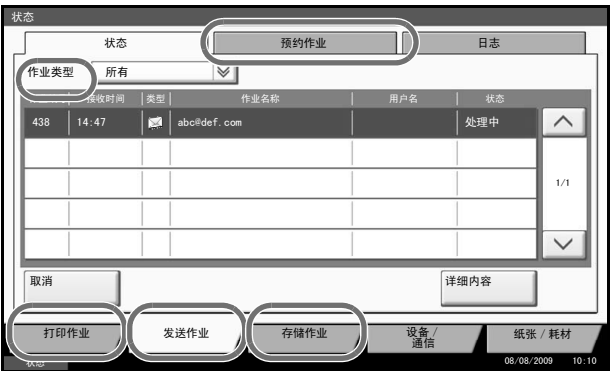 状态
状态 预约作业 日志
作业类型 所有
接收时间 类型 作业名称 用户名 状态
438 14:47 abc@def.com 处理中
1/1
取消 详细内容
打印作业 发送作业 存储作业 设备 / 通信 纸张 / 耗材
状态 08/08/2009 10:10